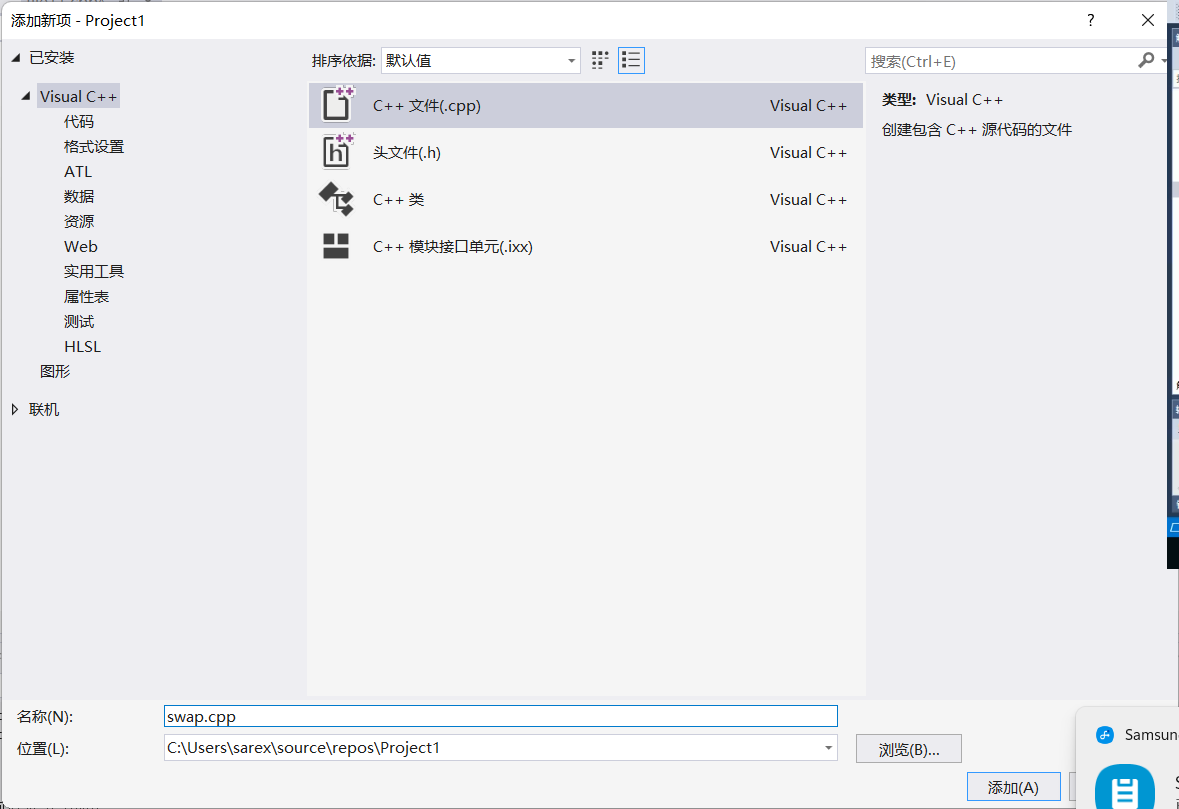 添加新项 - Project1
?
已安装
排序依据: 默认值
搜索(Ctrl+E)
Visual C++
代码
格式设置
ATL
数据
资源
Web
实用工具
属性表
测试
HLSL
图形
联机
C++ 文件(.cpp) Visual C++
头文件(.h) Visual C++
C++ 类 Visual C++
C++ 模块接口单元(.ixx) Visual C++
类型: Visual C++
创建包含 C++ 源代码的文件
名称(N): swap.cpp
位置(L): C:\Users\sarex\source\repos\Project1
浏览(B)...
添加(A)